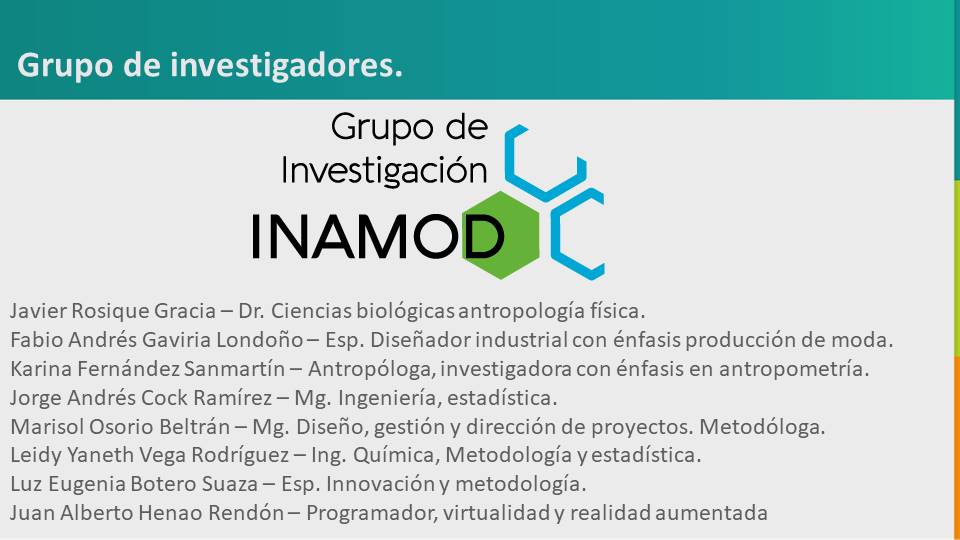 Grupo de investigadores.
Grupo de
Investigación
INAMOD
Javier Rosique Gracia – Dr. Ciencias biológicas antropología física.
Fabio Andrés Gaviria Londoño – Esp. Diseñador industrial con énfasis producción de moda.
Karina Fernández Sanmartín – Antropóloga, investigadora con énfasis en antropometría.
Jorge Andrés Cock Ramírez – Mg. Ingeniería, estadística.
Marisol Osorio Beltrán – Mg. Diseño, gestión y dirección de proyectos. Metodóloga.
Leidy Yaneth Vega Rodríguez – Ing. Química, Metodología y estadística.
Luz Eugenia Botero Suaza – Esp. Innovación y metodología.
Juan Alberto Henao Rendón – Programador, virtualidad y realidad aumentada